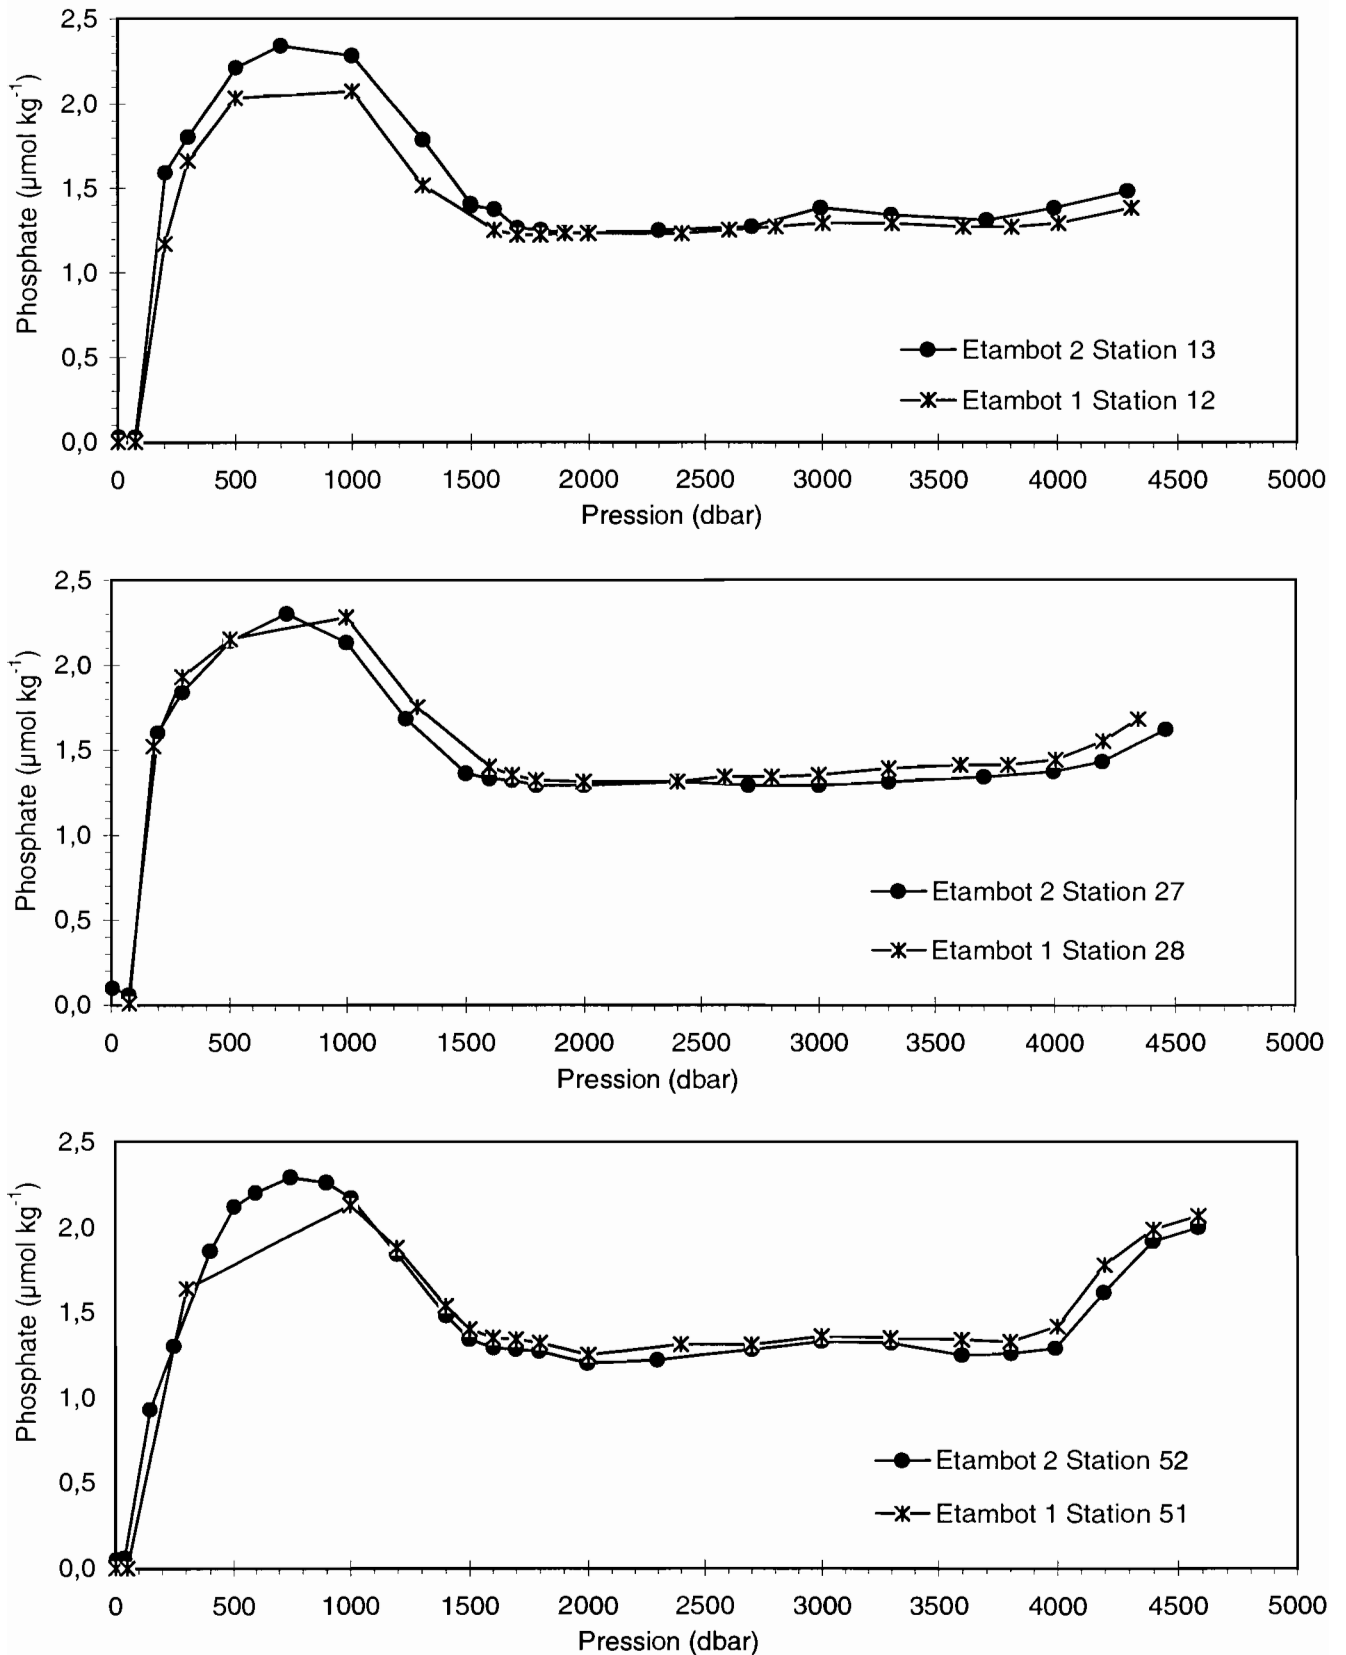 Phosphate (µmol kg⁻¹)
2,5
2,0
1,5
1,0
0,5
0,0
Etambot 2 Station 13
Etambot 1 Station 12
0 500 1000 1500 2000 2500 3000 3500 4000 4500 5000
Pression (dbar)
Phosphate (µmol kg⁻¹)
2,5
2,0
1,5
1,0
0,5
0,0
Etambot 2 Station 27
Etambot 1 Station 28
0 500 1000 1500 2000 2500 3000 3500 4000 4500 5000
Pression (dbar)
Phosphate (µmol kg⁻¹)
2,5
2,0
1,5
1,0
0,5
0,0
Etambot 2 Station 52
Etambot 1 Station 51
0 500 1000 1500 2000 2500 3000 3500 4000 4500 5000
Pression (dbar)